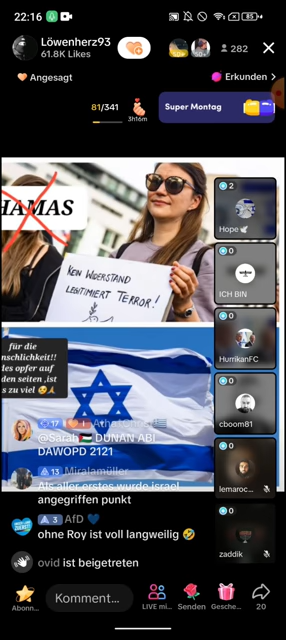 22:16
85
Löwenherz93
61.8K Likes
282
Angesagt
Erkunden >
81/341
3h16m
Super Montag
HAMAS
KEIN WIDERSTAND
LEGITIMIERT TERROR!
2
Hope
0
ICH BIN
0
HurrikanFC
0
cboom81
0
lemaroc...
0
zaddik
für die
nschlichkeit!!
des opfer auf
den seiten ,ist
s zu viel
17
@Sarah DUNAN ABI
DAWOPD 2121
13 Miralamüller
Als aller erstes wurde israel
angegriffen punkt
3 AfD
ohne Roy ist voll langweilig
ovid ist beigetreten
Abonn...
Komment...
LIVE mi...
Senden
Gesche...
20